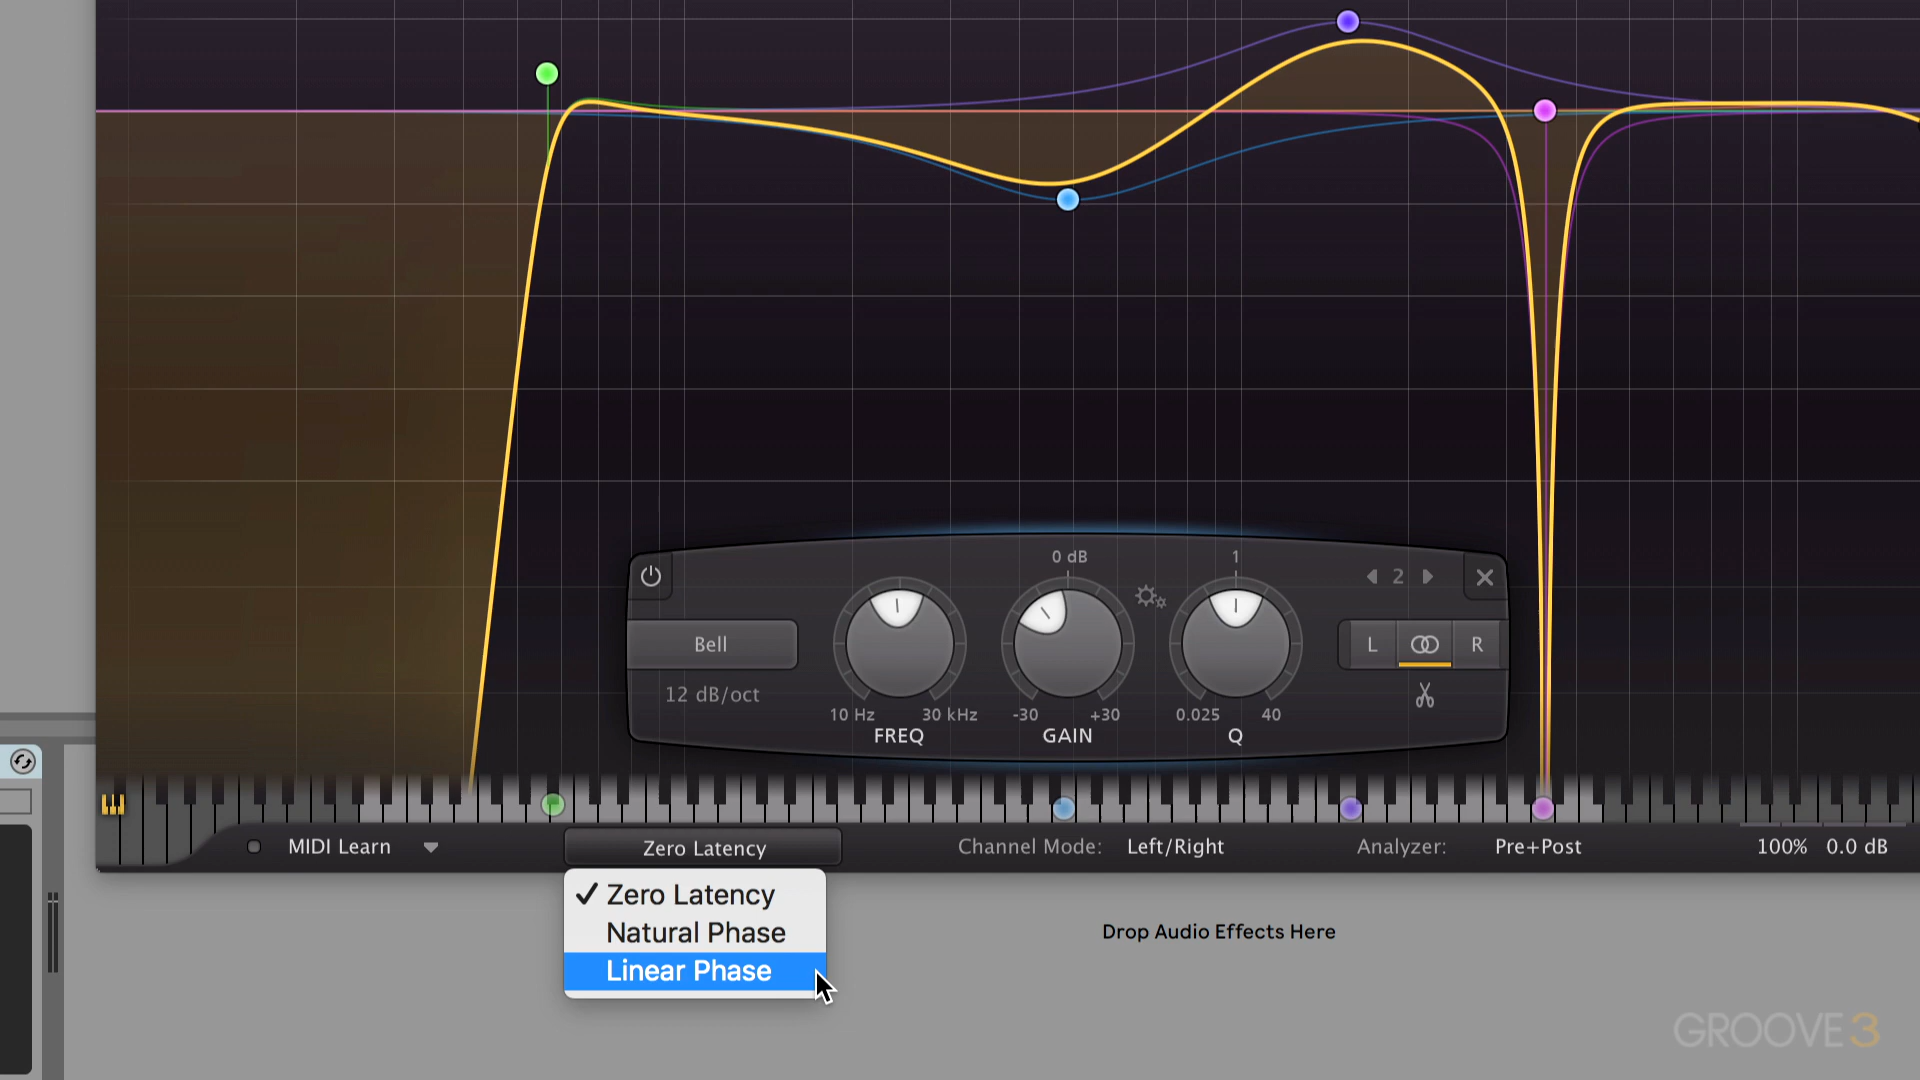 0 dB
1
2
Bell
L
R
12 dB/oct
10 Hz
30 kHz
-30
+30
0.025
40
FREQ
GAIN
Q
MIDI Learn
Zero Latency
Channel Mode:
Left/Right
Analyzer:
Pre+Post
100%
0.0 dB
✓ Zero Latency
Natural Phase
Linear Phase
Drop Audio Effects Here
GROOVE3